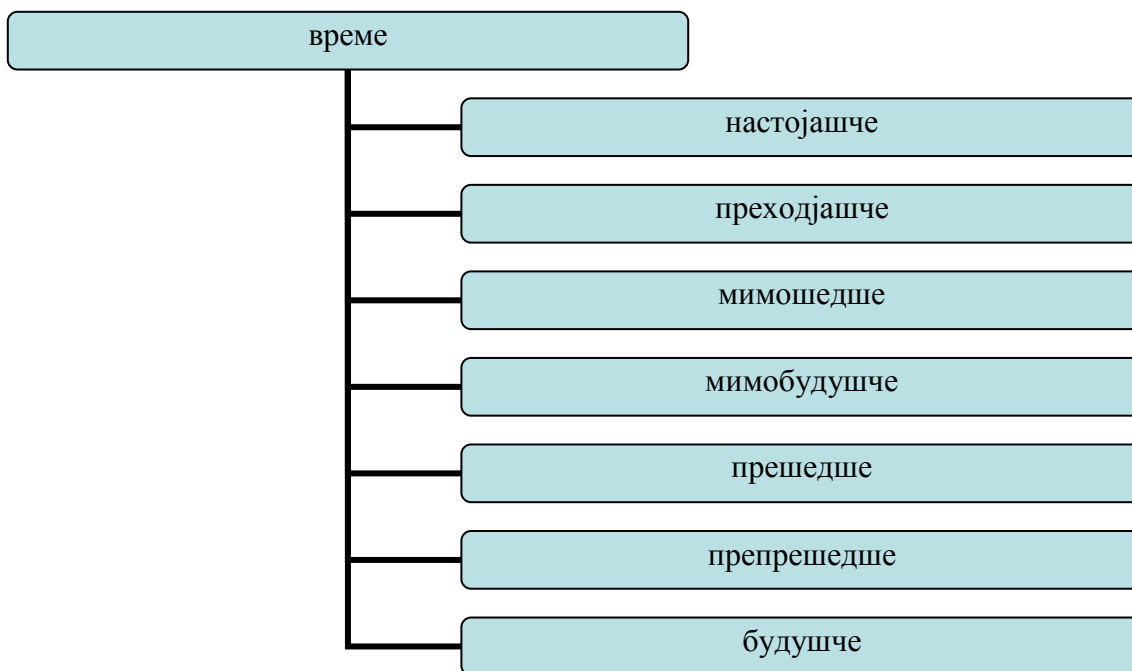 време
настојашче
преходјашче
мимошедше
мимобудушче
прешедше
препрешедше
будушче